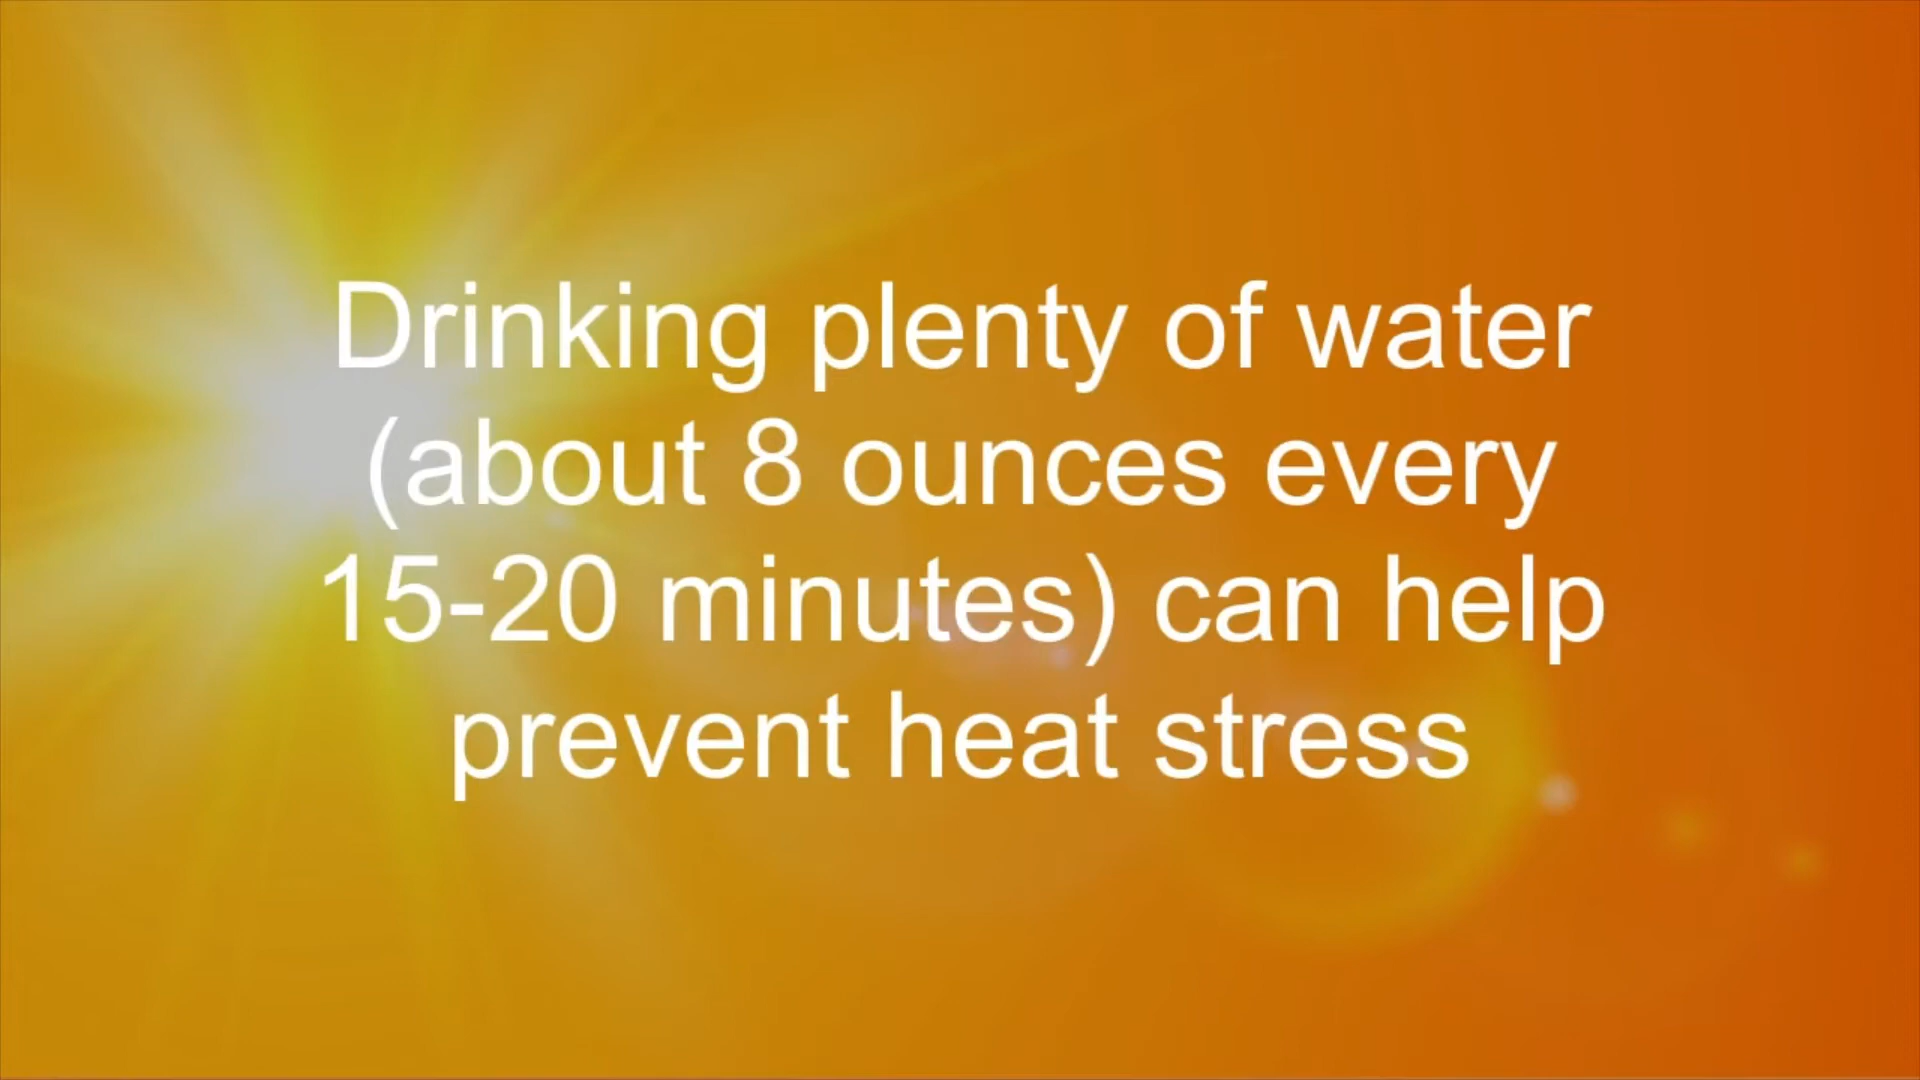 Drinking plenty of water
(about 8 ounces every
15-20 minutes) can help
prevent heat stress